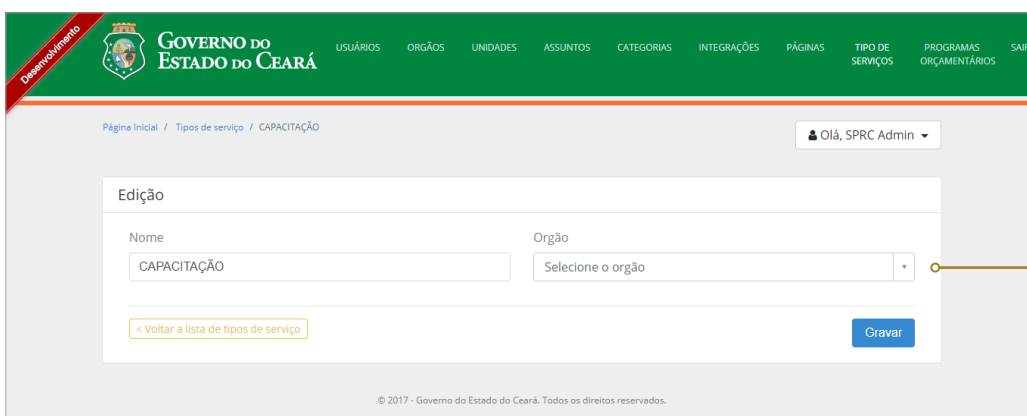 Desenvolvimento
GOVERNO DO
ESTADO DO CEARÁ
USUÁRIOS ORGÃOS UNIDADES ASSUNTOS CATEGORIAS INTEGRAÇÕES PÁGINAS TIPO DE SERVIÇOS PROGRAMAS ORÇAMENTÁRIOS SAIR
Página Inicial / Tipos de serviço / CAPACITAÇÃO
Olá, SPRC Admin
Edição
Nome Orgão
CAPACITAÇÃO Selecione o orgão
< Voltar a lista de tipos de serviço Gravar
© 2017 - Governo do Estado do Ceará. Todos os direitos reservados.